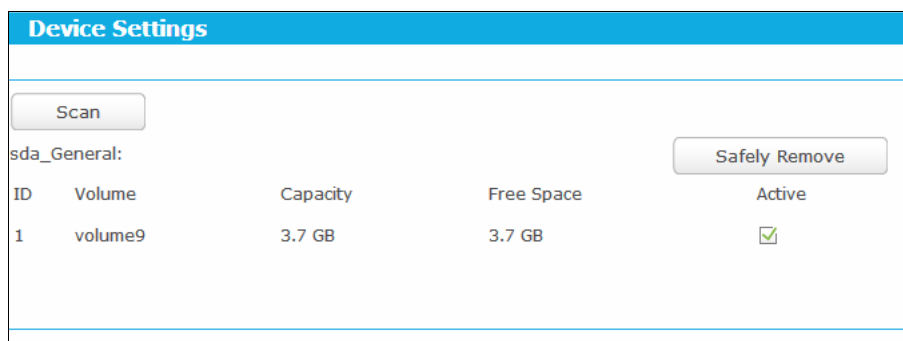 Device Settings
Scan
sda_General:
Safely Remove
ID Volume Capacity Free Space Active
1 volume9 3.7 GB 3.7 GB